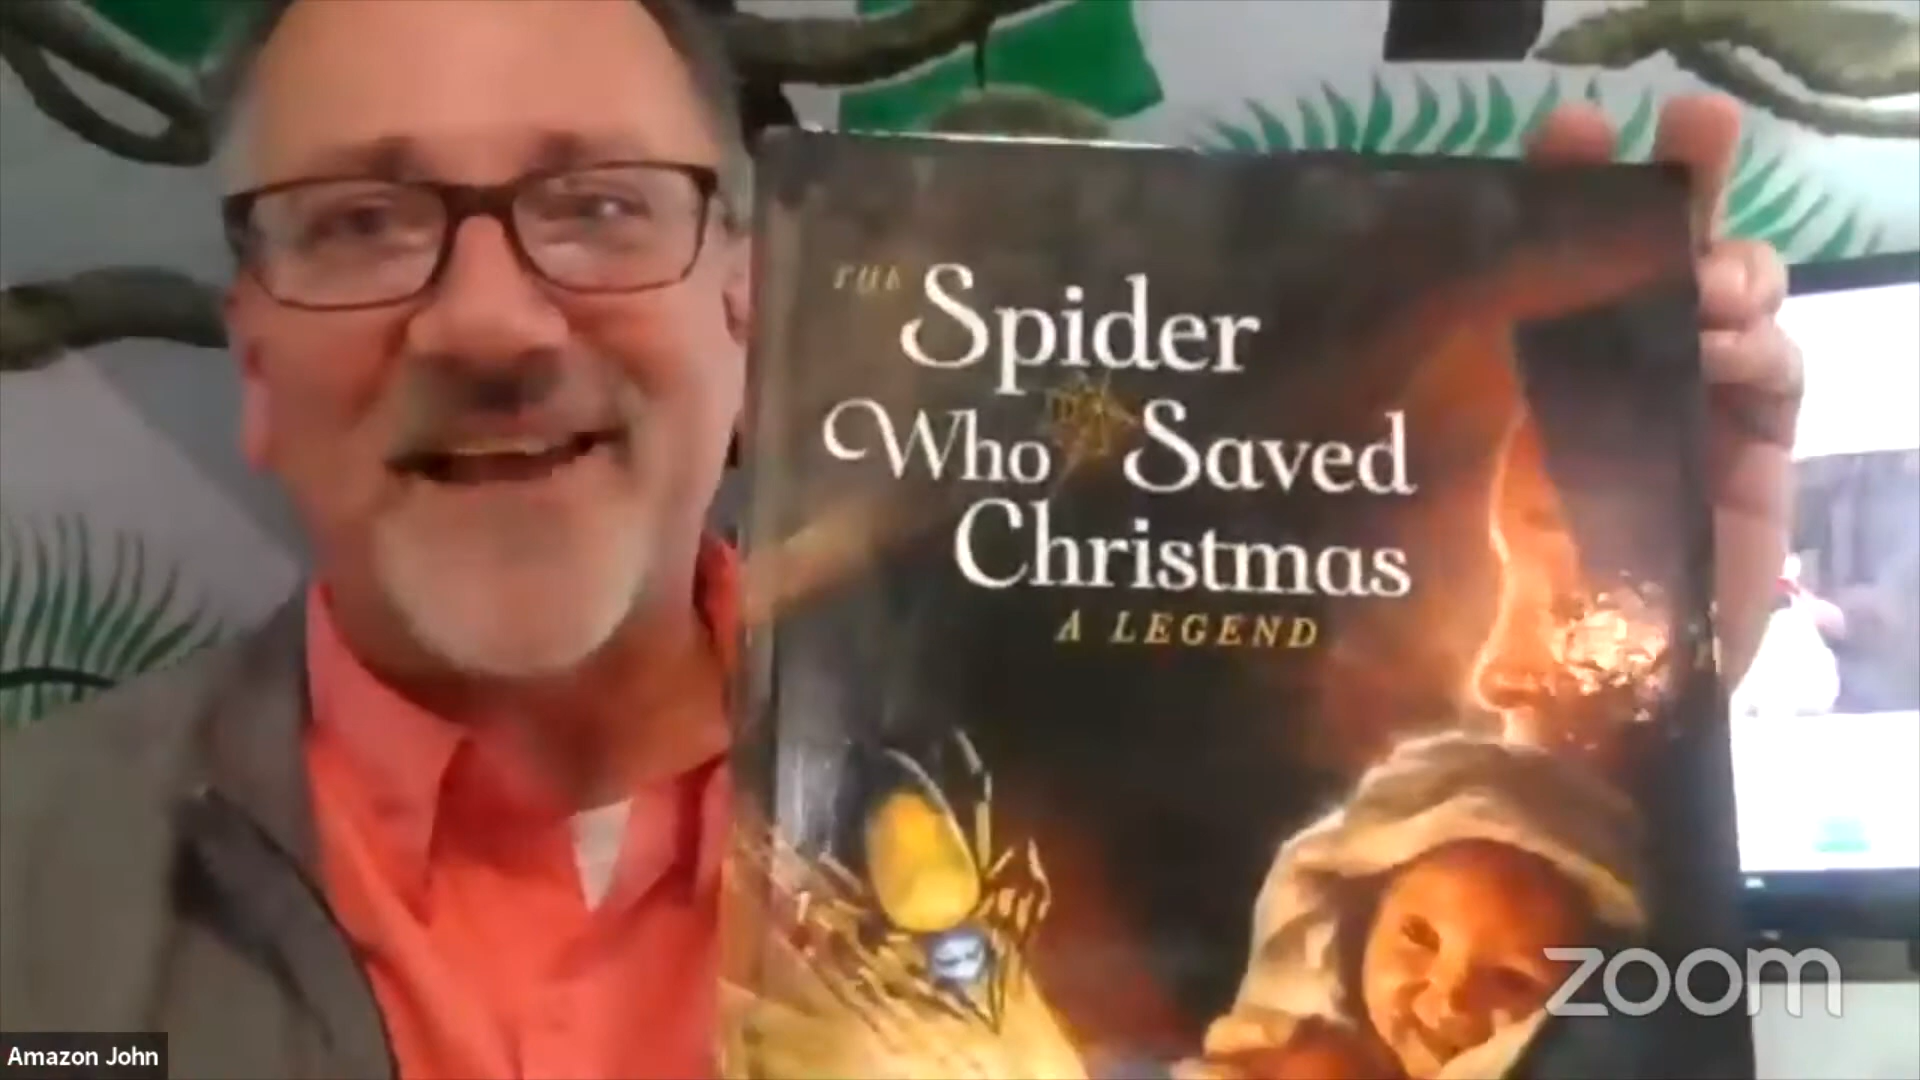 THE
Spider
Who Saved
Christmas
A LEGEND
zoom
Amazon John